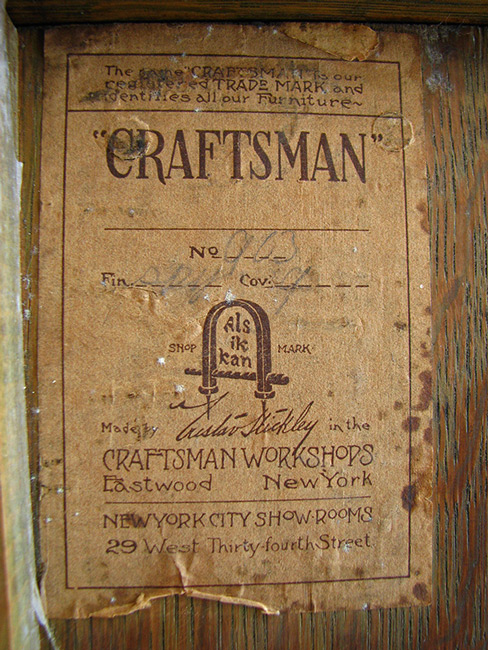 The name "CRAFTSMAN" is our
registered TRADE MARK and
identifies all our Furniture~
"CRAFTSMAN"
No 913
Fin. Cov.
SHOP MARK
Als
ik
kan
Made by Gustav Stickley in the
CRAFTSMAN WORKSHOPS
Eastwood New York
NEW YORK CITY SHOW-ROOMS
29 West Thirty-fourth Street